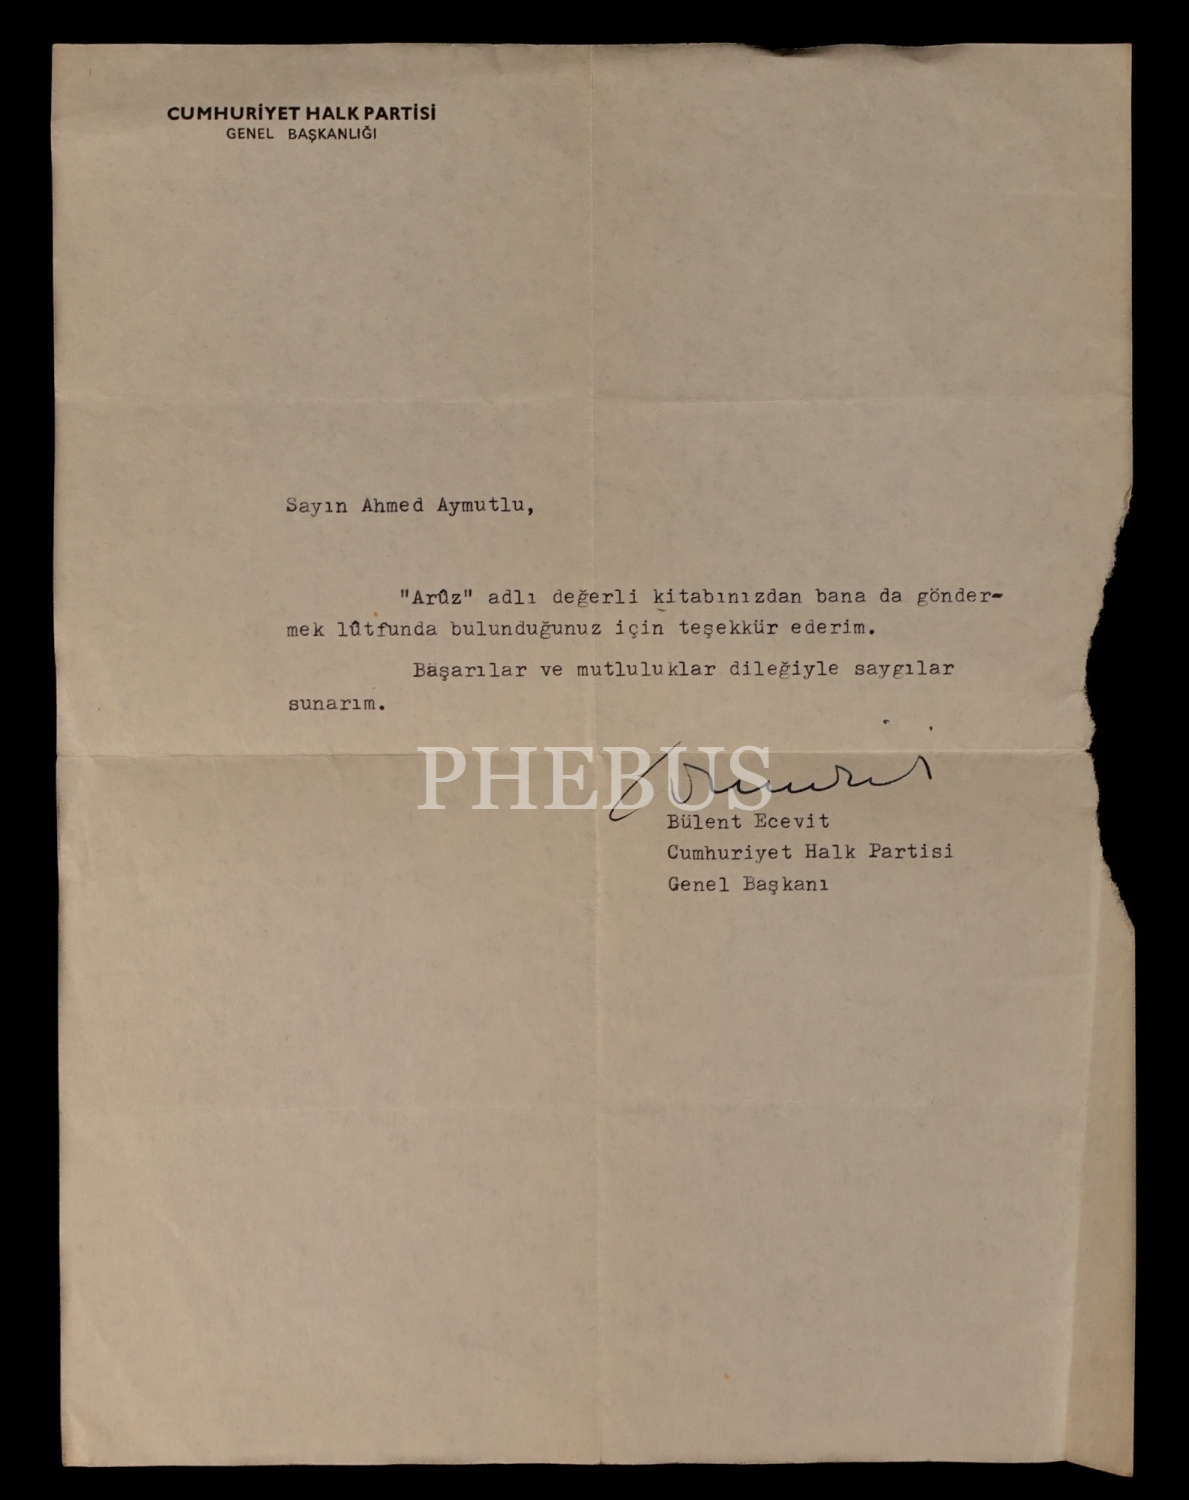 CUMHURİYET HALK PARTİSİ
GENEL BAŞKANLIĞI
Sayın Ahmed Aymutlu,
"Arûz" adlı değerli kitabınızdan bana da gönder-
mek lûtfunda bulunduğunuz için teşekkür ederim.
Başarılar ve mutluluklar dileğiyle saygılar
sunarım.
PHEBUS
Bülent Ecevit
Cumhuriyet Halk Partisi
Genel Başkanı